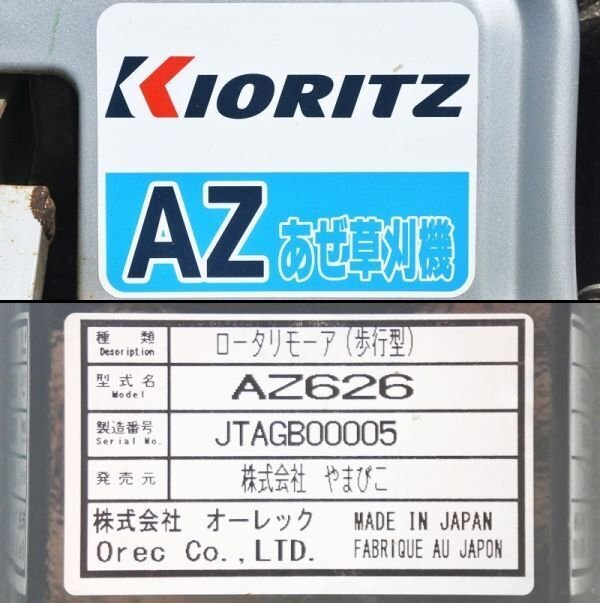 KIORITZ
AZ あぜ草刈機
種類 ロータリモーア(歩行型)
Description
型式名 AZ626
Model
製造番号 JTAGB00005
Serial No.
発売元 株式会社 やまびこ
株式会社 オーレック MADE IN JAPAN
Orec Co.,LTD. FABRIQUE AU JAPON